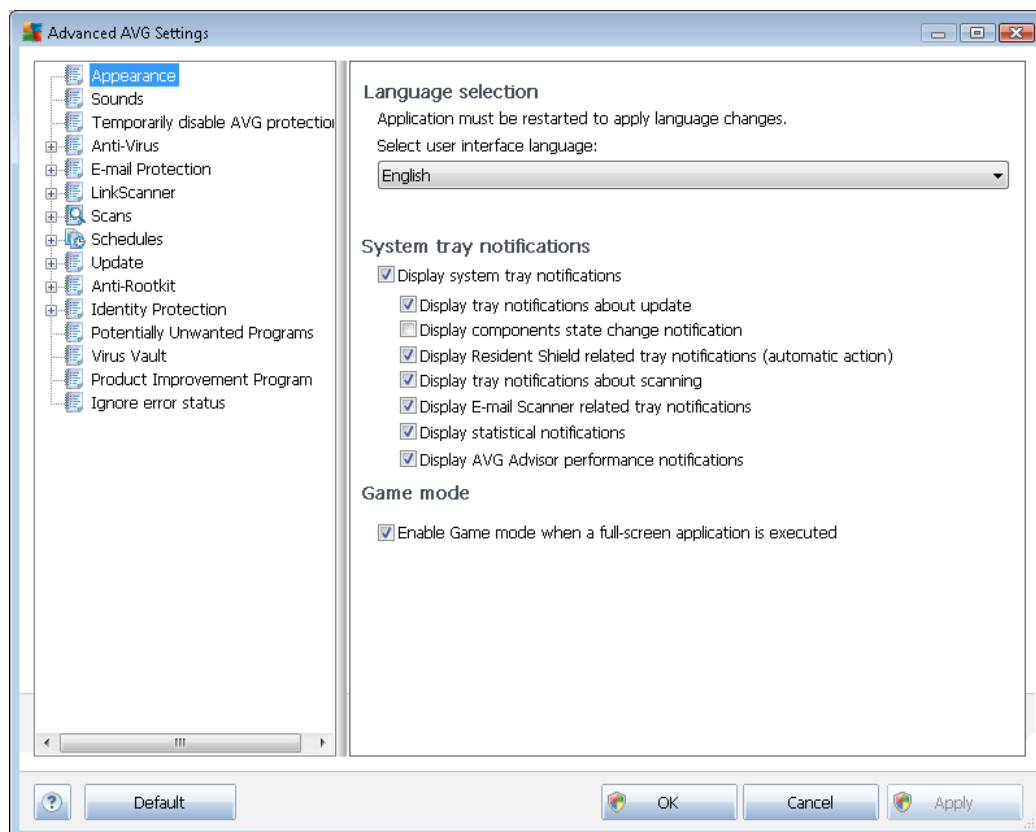 Advanced AVG Settings
Appearance
Sounds
Temporarily disable AVG protection
Anti-Virus
E-mail Protection
LinkScanner
Scans
Schedules
Update
Anti-Rootkit
Identity Protection
Potentially Unwanted Programs
Virus Vault
Product Improvement Program
Ignore error status
Language selection
Application must be restarted to apply language changes.
Select user interface language:
English
System tray notifications
Display system tray notifications
Display tray notifications about update
Display components state change notification
Display Resident Shield related tray notifications (automatic action)
Display tray notifications about scanning
Display E-mail Scanner related tray notifications
Display statistical notifications
Display AVG Advisor performance notifications
Game mode
Enable Game mode when a full-screen application is executed
?
Default
OK
Cancel
Apply